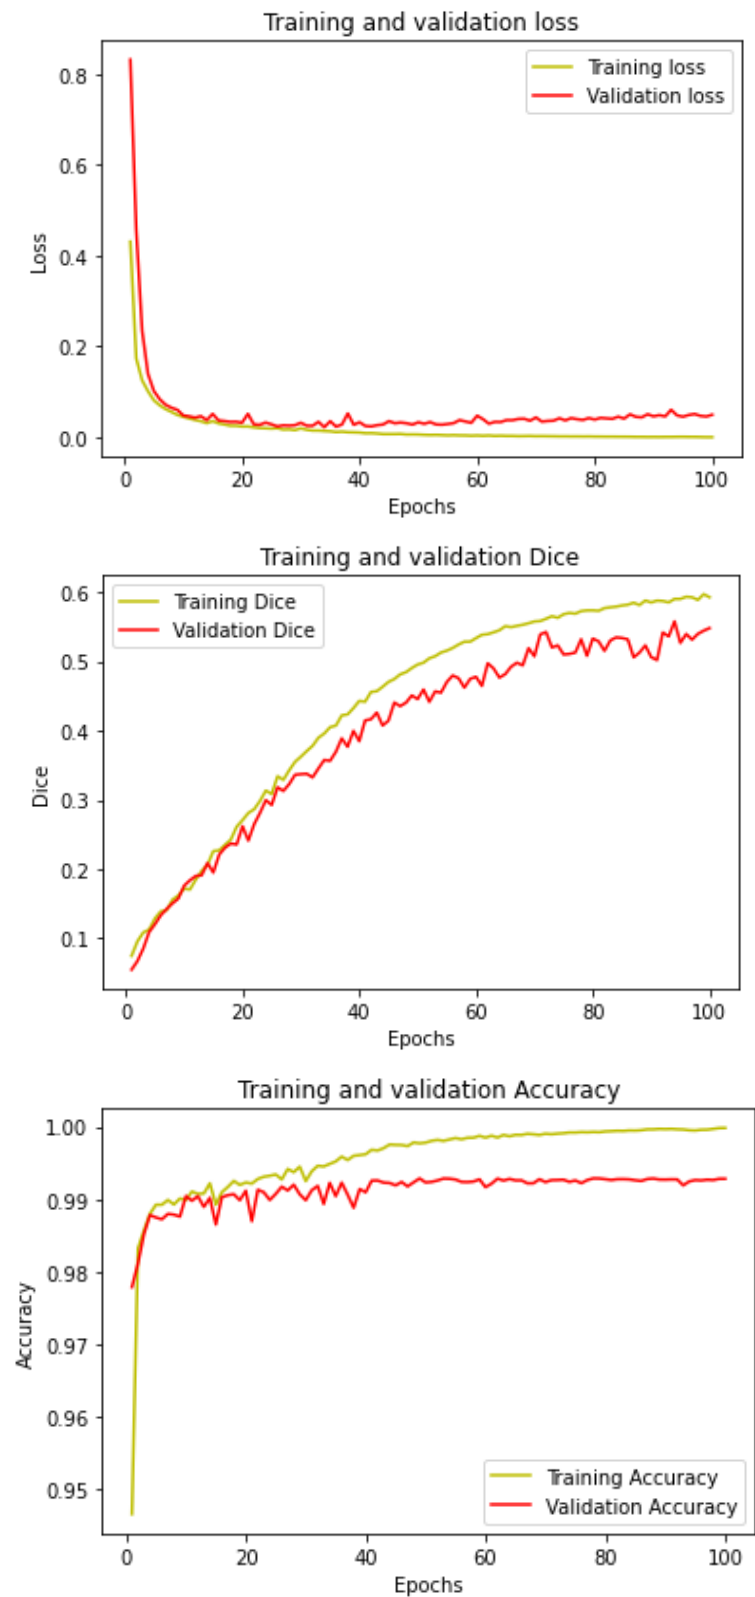 Training and validation loss
Training loss
Validation loss
0.8
0.6
0.4
0.2
0.0
Loss
0 20 40 60 80 100
Epochs
Training and validation Dice
Training Dice
Validation Dice
0.6
0.5
0.4
0.3
0.2
0.1
Dice
0 20 40 60 80 100
Epochs
Training and validation Accuracy
1.00
0.99
0.98
0.97
0.96
0.95
Accuracy
Training Accuracy
Validation Accuracy
0 20 40 60 80 100
Epochs